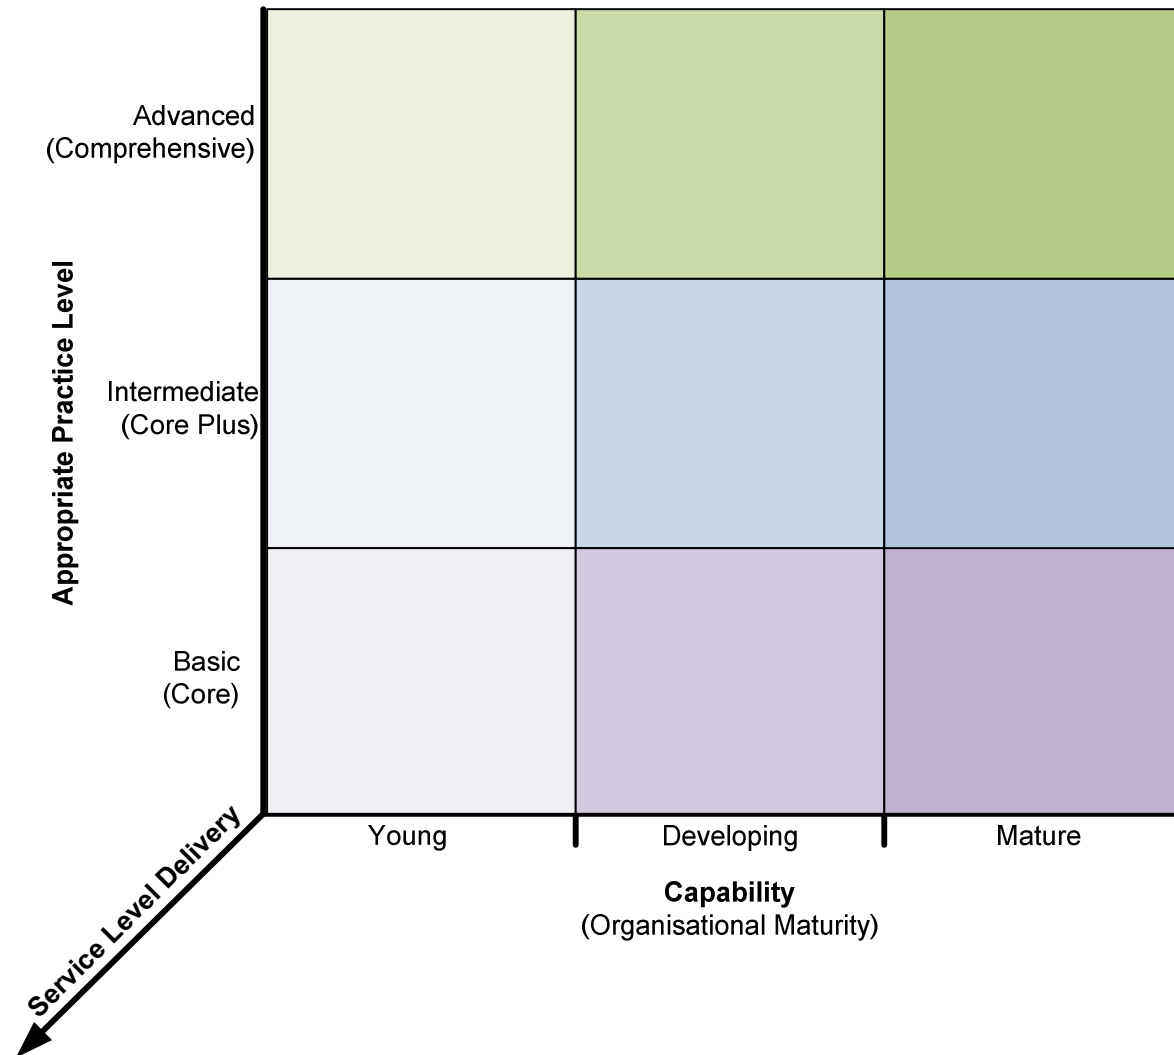 Advanced
(Comprehensive)
Appropriate Practice Level
Intermediate
(Core Plus)
Basic
(Core)
Service Level Delivery
Young
Developing
Mature
Capability
(Organisational Maturity)